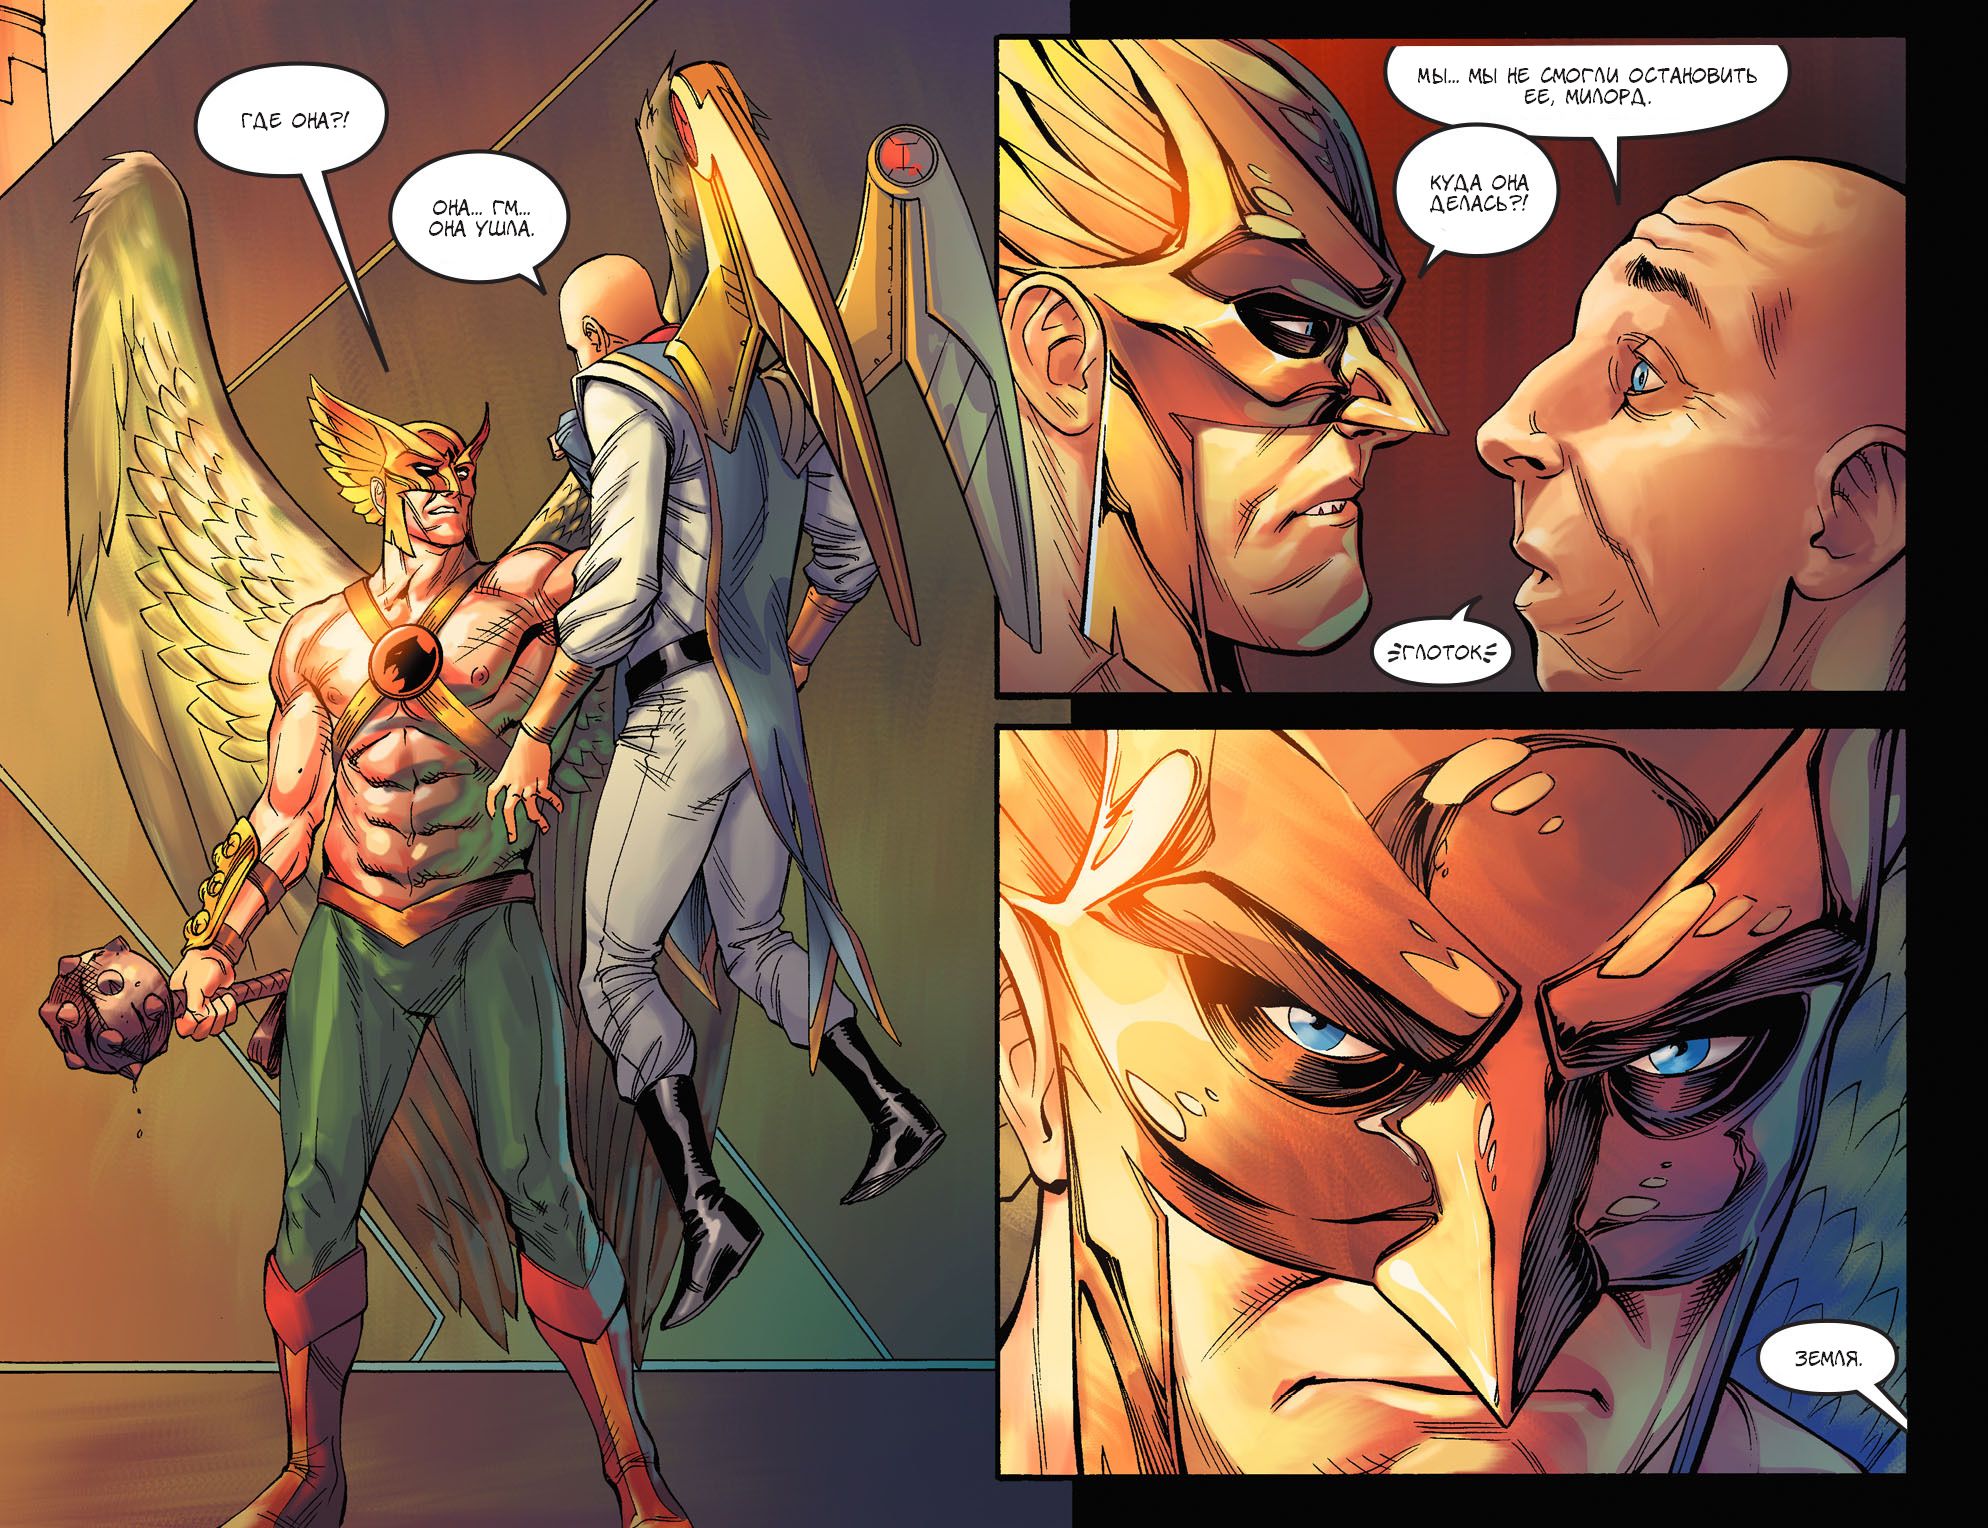 ГДЕ ОНА?!
ОНА... ГМ...
ОНА УШЛА.
МЫ... МЫ НЕ СМОГЛИ ОСТАНОВИТЬ
ЕЕ, МИЛОРД.
КУДА ОНА
ДЕЛАСЬ?!
ГЛОТОК
ЗЕМЛЯ.